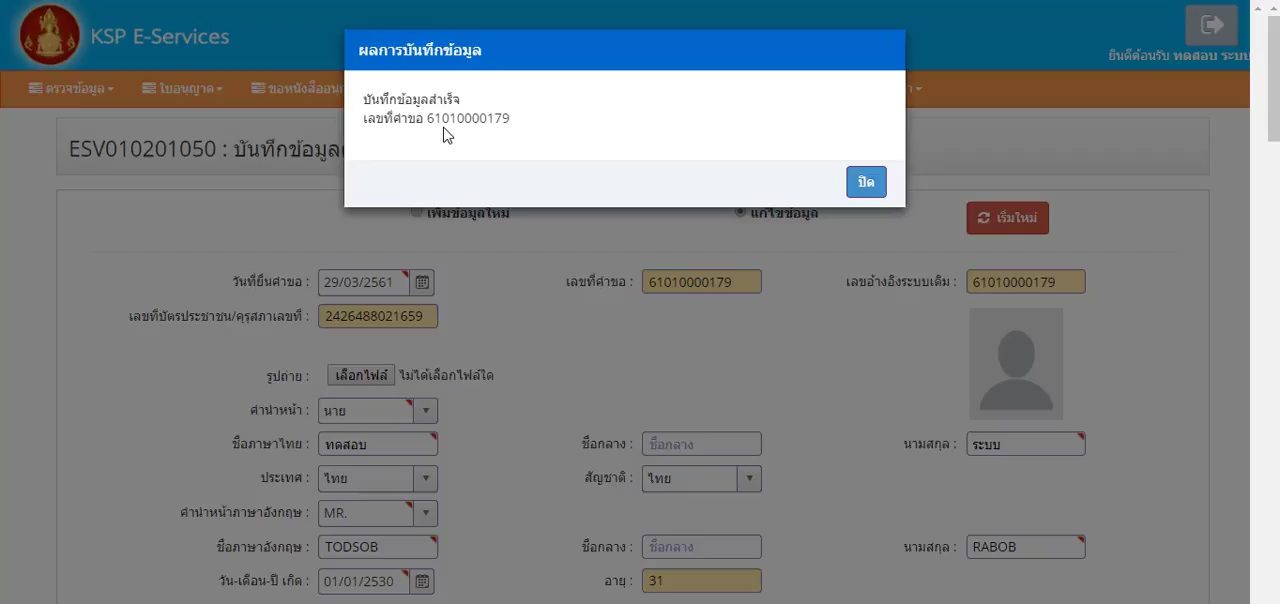 KSP E-Services
ยินดีต้อนรับ ทดสอบ ระบบ
ตรวจข้อมูล
ใบอนุญาต
ขอหนังสืออนุ
ผลการบันทึกข้อมูล
บันทึกข้อมูลสำเร็จ
เลขที่คำขอ 61010000179
ปิด
ESV010201050 : บันทึกข้อมูล
เพิ่มข้อมูลใหม่
แก้ไขข้อมูล
เริ่มใหม่
วันที่ยื่นคำขอ : 29/03/2561 เลขที่คำขอ : 61010000179 เลขอ้างอิงระบบเดิม : 61010000179
เลขที่บัตรประชาชน/คุรุสภาเลขที่ : 2426488021659
รูปถ่าย : เลือกไฟล์ ไม่ได้เลือกไฟล์ใด
คำนำหน้า : นาย
ชื่อภาษาไทย : ทดสอบ ชื่อกลาง : ชื่อกลาง นามสกุล : ระบบ
ประเทศ : ไทย สัญชาติ : ไทย
คำนำหน้าภาษาอังกฤษ : MR.
ชื่อภาษาอังกฤษ : TODSOB ชื่อกลาง : ชื่อกลาง นามสกุล : RABOB
วัน-เดือน-ปี เกิด : 01/01/2530 อายุ : 31